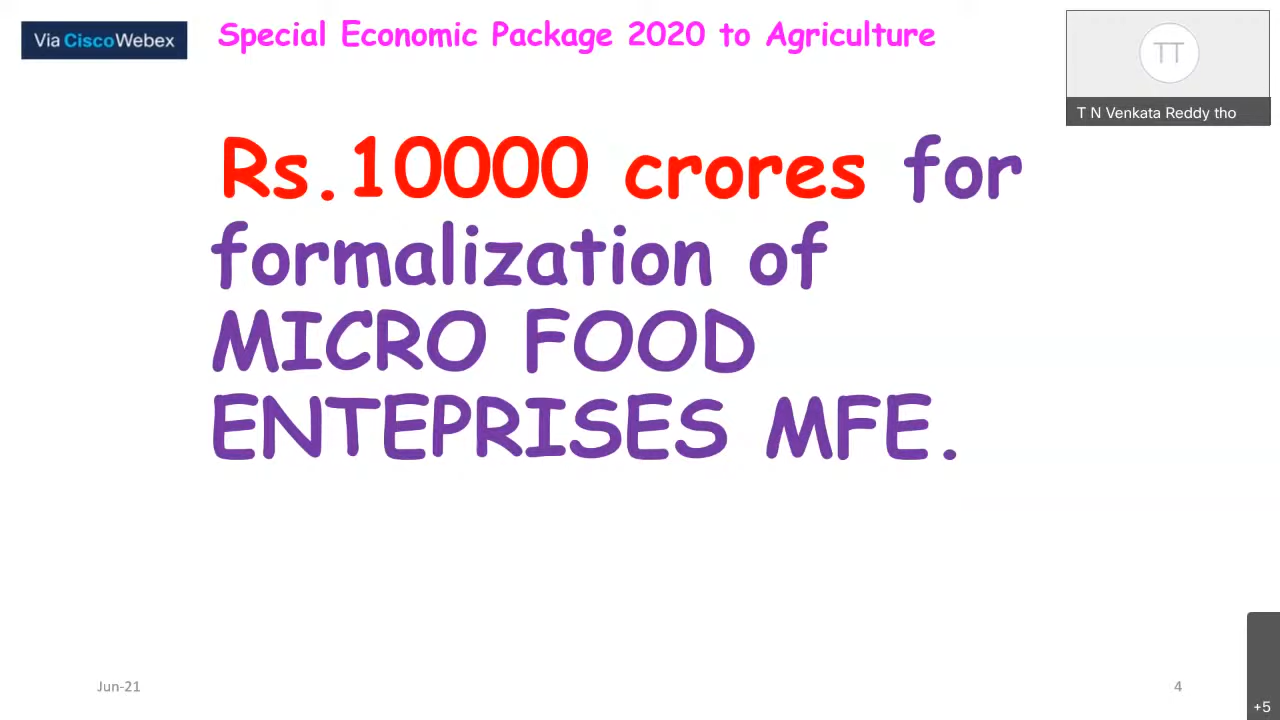 Via CiscoWebex
Special Economic Package 2020 to Agriculture
TT
T N Venkata Reddy tho
Rs.10000 crores for
formalization of
MICRO FOOD
ENTEPRISES MFE.
Jun-21
4
+5